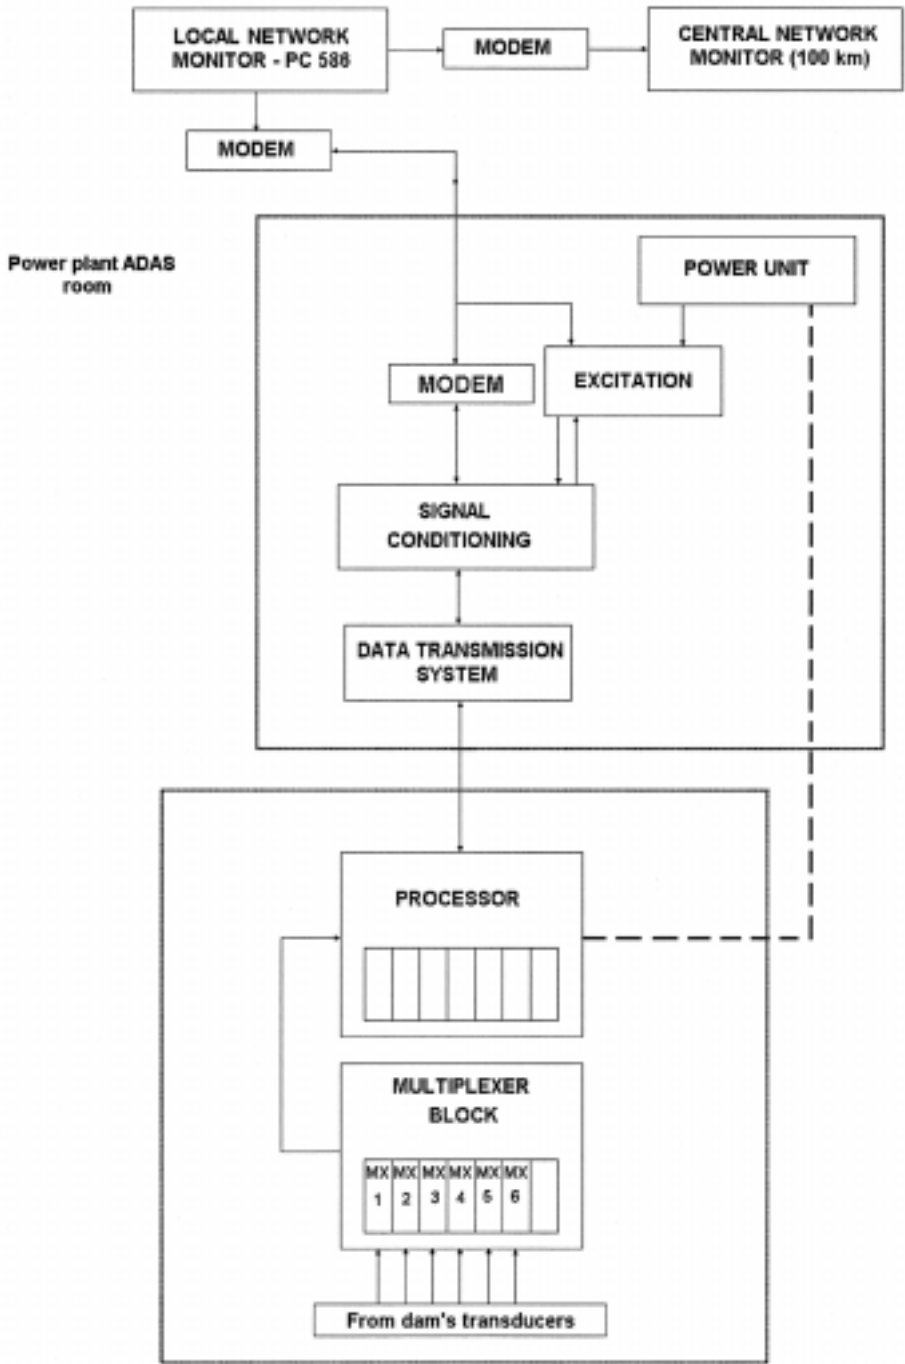 LOCAL NETWORK
MONITOR - PC 586
MODEM
CENTRAL NETWORK
MONITOR (100 km)
MODEM
Power plant ADAS
room
POWER UNIT
MODEM
EXCITATION
SIGNAL
CONDITIONING
DATA TRANSMISSION
SYSTEM
PROCESSOR
MULTIPLEXER
BLOCK
MX MX MX MX MX MX
1 2 3 4 5 6
From dam's transducers